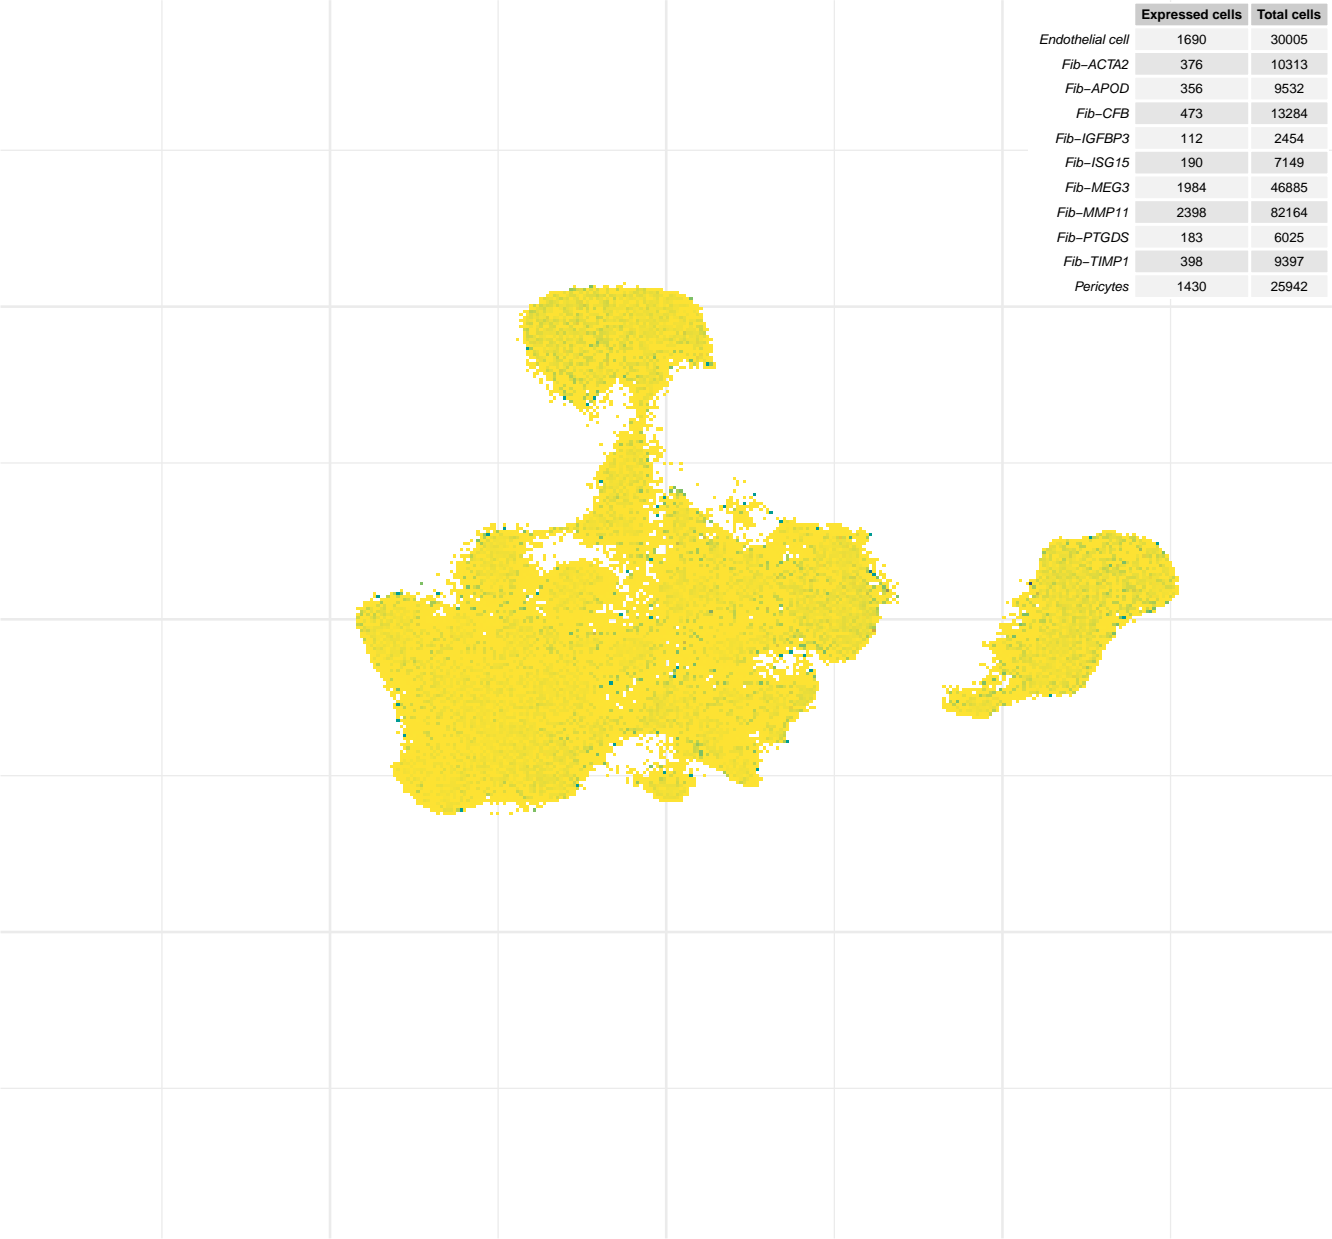 Expressed cells Total cells
Endothelial cell 1690 30005
Fib−ACTA2 376 10313
Fib−APOD 356 9532
Fib−CFB 473 13284
Fib−IGFBP3 112 2454
Fib−ISG15 190 7149
Fib−MEG3 1984 46885
Fib−MMP11 2398 82164
Fib−PTGDS 183 6025
Fib−TIMP1 398 9397
Pericytes 1430 25942